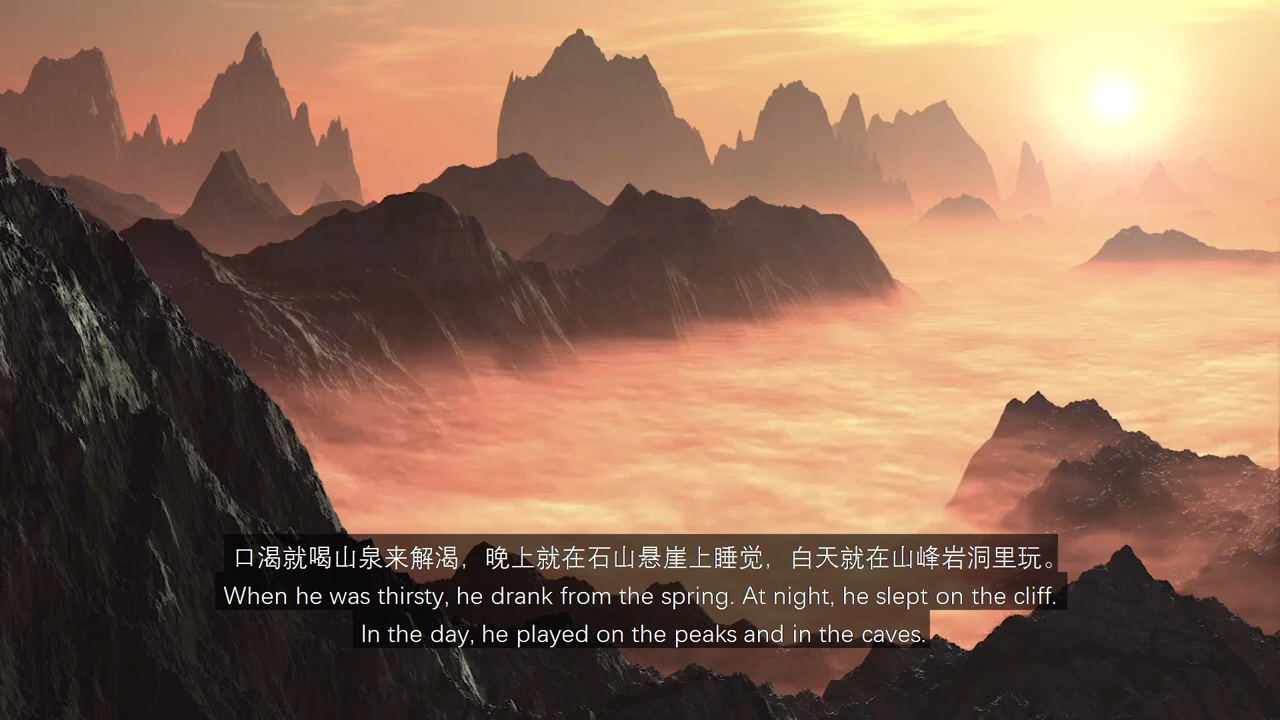 口渴就喝山泉来解渴，晚上就在石山悬崖上睡觉，白天就在山峰岩洞里玩。
When he was thirsty, he drank from the spring. At night, he slept on the cliff.
In the day, he played on the peaks and in the caves.